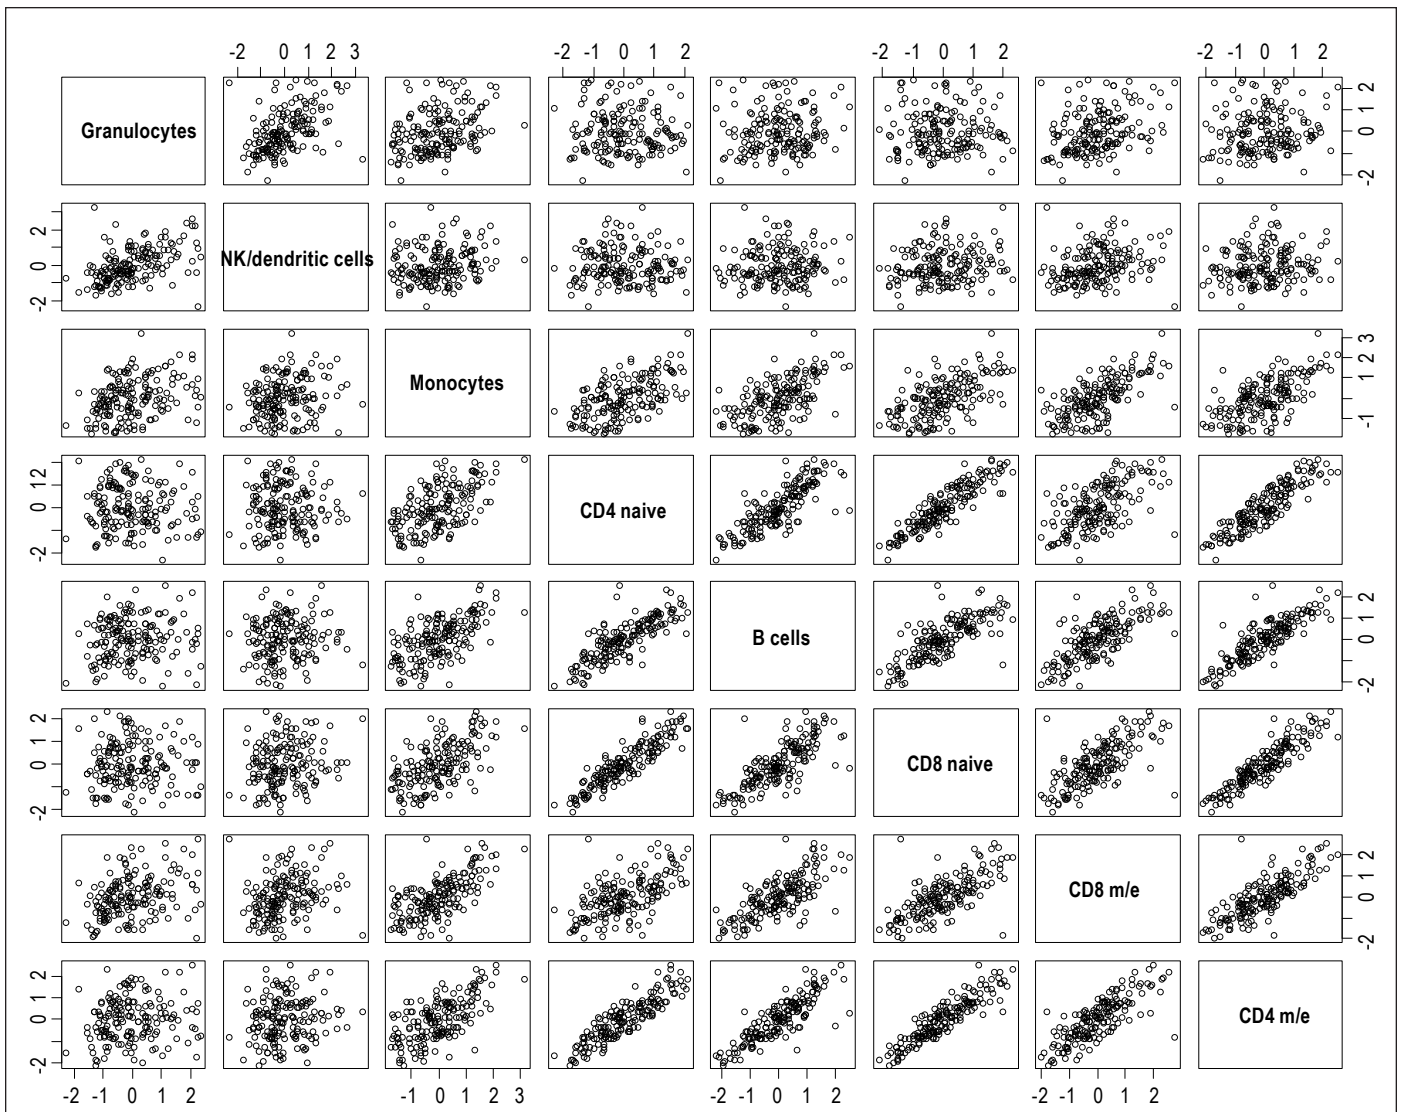 -2 0 1 2 3 -2 -1 0 1 2 -2 -1 0 1 2 -2 -1 0 1 2
Granulocytes
-2 0 1 2
-2 0 2
NK/dendritic cells
Monocytes
-1 1 2 3
-2 0 1 2
CD4 naive
B cells
-2 0 1 2
-2 0 1 2
CD8 naive
CD8 m/e
-2 0 1 2
-2 0 1 2
CD4 m/e
-2 -1 0 1 2 -1 0 1 2 3 -2 -1 0 1 2 -2 -1 0 1 2